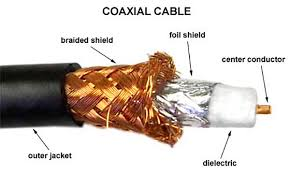 COAXIAL CABLE
braided shield
foil shield
center conductor
outer jacket
dielectric